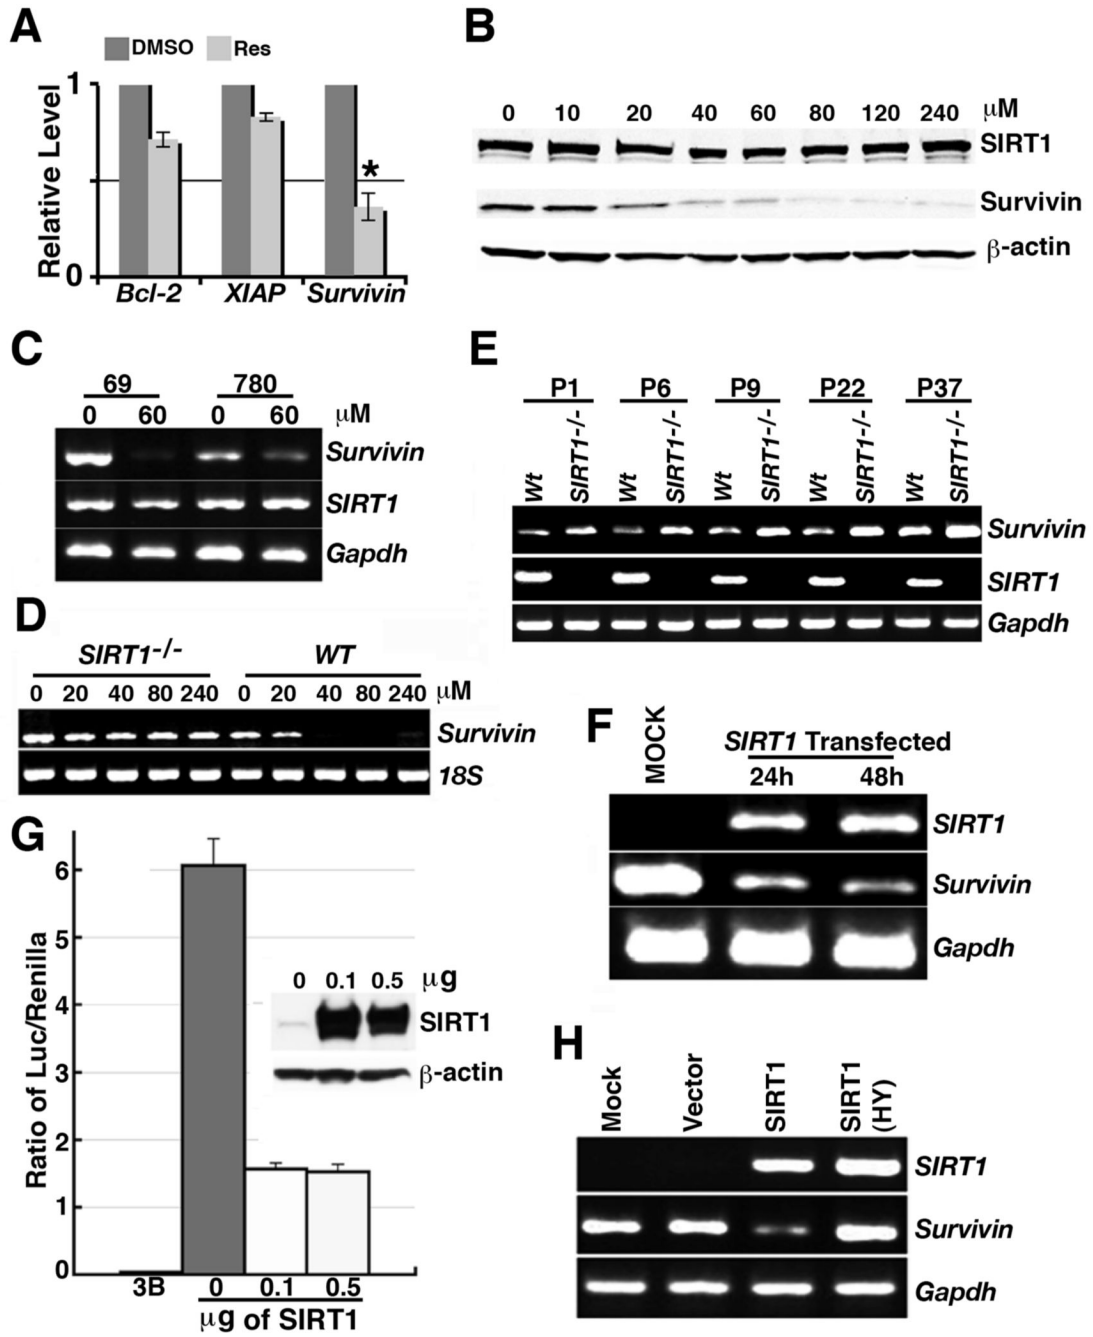 A
DMSO Res
Relative Level
1
0
Bcl-2 XIAP Survivin
*
B
0 10 20 40 60 80 120 240 μM
SIRT1
Survivin
β-actin
C
69 780
0 60 0 60 μM
Survivin
SIRT1
Gapdh
D
SIRT1-/- WT
0 20 40 80 240 0 20 40 80 240 μM
Survivin
18S
E
P1 P6 P9 P22 P37
Wt SIRT1-/- Wt SIRT1-/- Wt SIRT1-/- Wt SIRT1-/- Wt SIRT1-/-
Survivin
SIRT1
Gapdh
F
MOCK
SIRT1 Transfected
24h 48h
SIRT1
Survivin
Gapdh
G
Ratio of Luc/Renilla
6
5
4
3
2
1
0
3B 0 0.1 0.5
μg of SIRT1
0 0.1 0.5 μg
SIRT1
β-actin
H
Mock Vector SIRT1 SIRT1 (HY)
SIRT1
Survivin
Gapdh